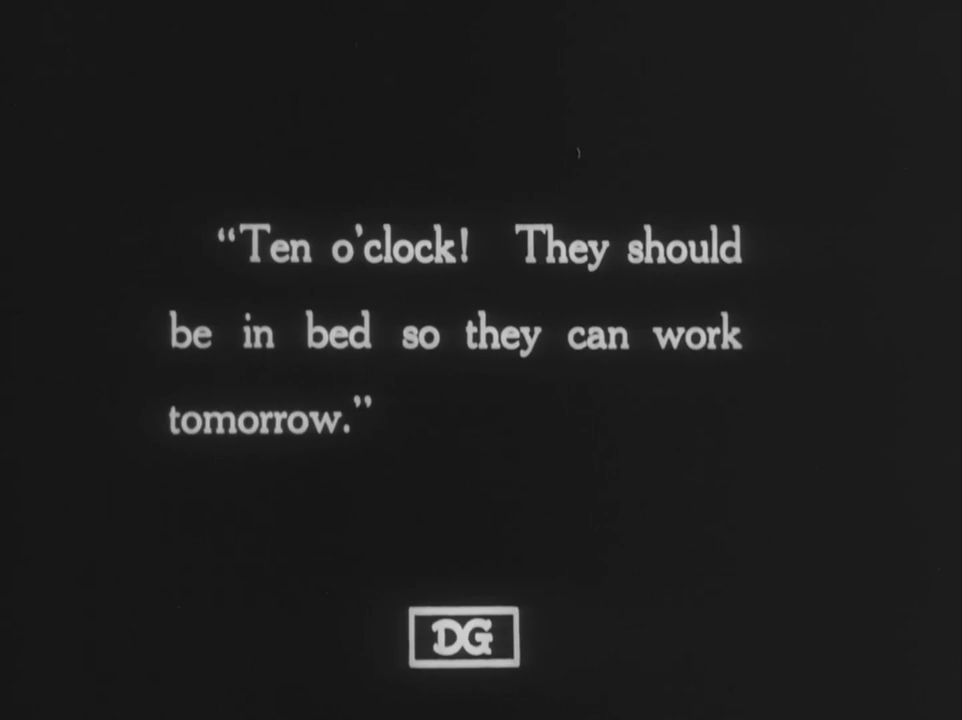 “Ten o’clock! They should
be in bed so they can work
tomorrow.”
DG